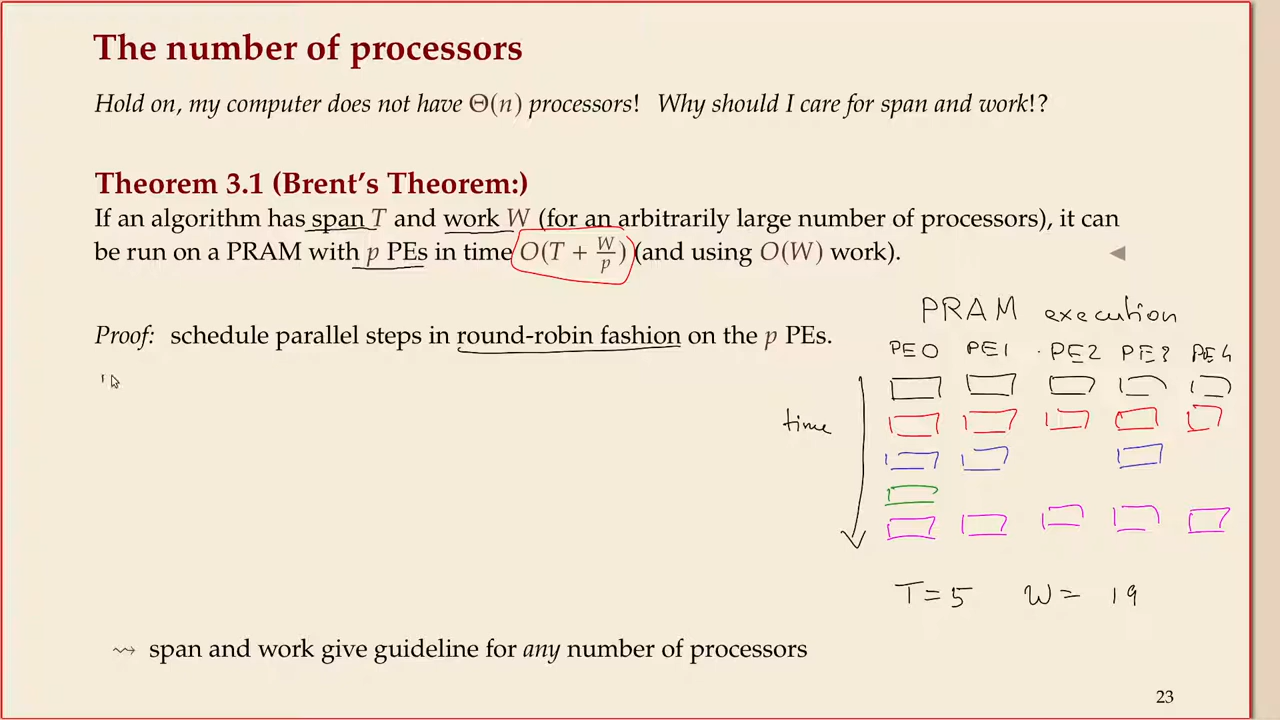 The number of processors
Hold on, my computer does not have Θ(n) processors! Why should I care for span and work!?
Theorem 3.1 (Brent's Theorem:)
If an algorithm has span T and work W (for an arbitrarily large number of processors), it can
be run on a PRAM with p PEs in time O(T + W/p) (and using O(W) work). ◀
Proof: schedule parallel steps in round-robin fashion on the p PEs.
PRAM execution
PE0 PE1 PE2 PE3 PE4
time
T = 5 W = 19
⇝ span and work give guideline for any number of processors
23